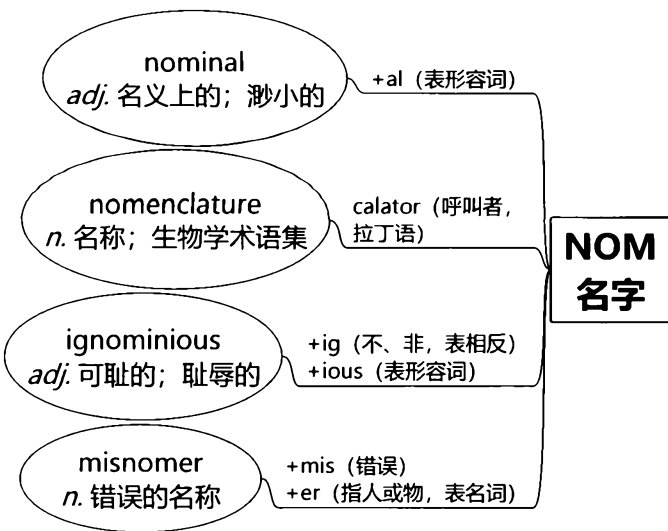 nominal
adj. 名义上的；渺小的
+al（表形容词）
nomenclature
n. 名称；生物学术语集
calator（呼叫者，
拉丁语）
NOM
名字
ignominious
adj. 可耻的；耻辱的
+ig（不、非，表相反）
+ious（表形容词）
misnomer
n. 错误的名称
+mis（错误）
+er（指人或物，表名词）